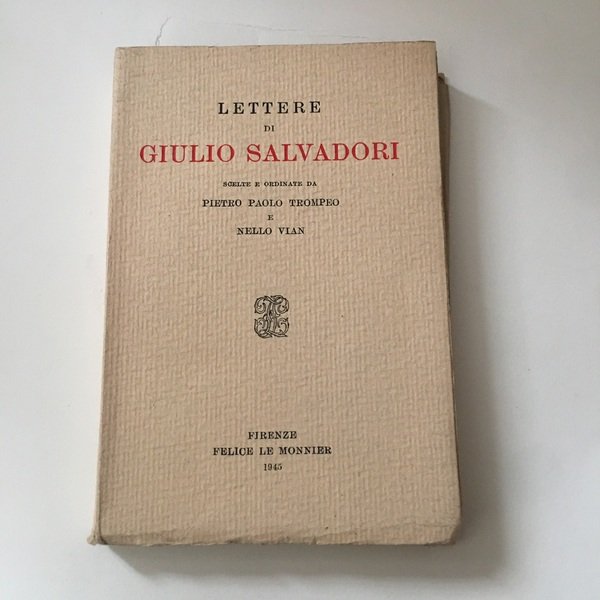 LETTERE
DI
GIULIO SALVADORI
SCELTE E ORDINATE DA
PIETRO PAOLO TROMPEO
E
NELLO VIAN
FIRENZE
FELICE LE MONNIER
1945